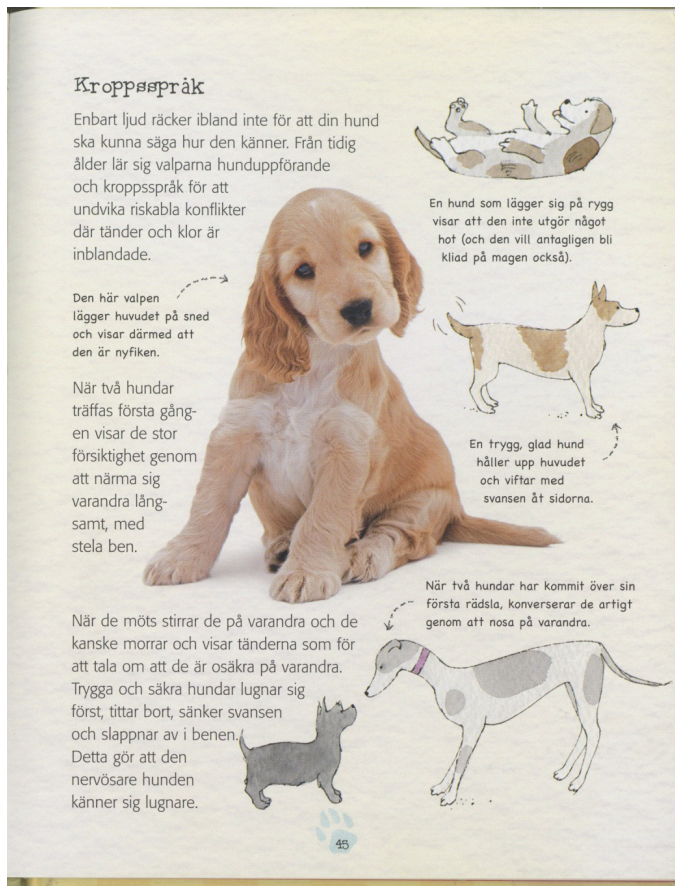 Kroppsspråk
Enbart ljud räcker ibland inte för att din hund
ska kunna säga hur den känner. Från tidig
ålder lär sig valparna hunduppförande
och kroppsspråk för att
undvika riskabla konflikter
där tänder och klor är
inblandade.
En hund som lägger sig på rygg
visar att den inte utgör något
hot (och den vill antagligen bli
kliad på magen också).
Den här valpen
lägger huvudet på sned
och visar därmed att
den är nyfiken.
När två hundar
träffas första gång-
en visar de stor
försiktighet genom
att närma sig
varandra lång-
samt, med
stela ben.
En trygg, glad hund
håller upp huvudet
och viftar med
svansen åt sidorna.
När två hundar har kommit över sin
första rädsla, konverserar de artigt
genom att nosa på varandra.
När de möts stirrar de på varandra och de
kanske morrar och visar tänderna som för
att tala om att de är osäkra på varandra.
Trygga och säkra hundar lugnar sig
först, tittar bort, sänker svansen
och slappnar av i benen.
Detta gör att den
nervösare hunden
känner sig lugnare.
45